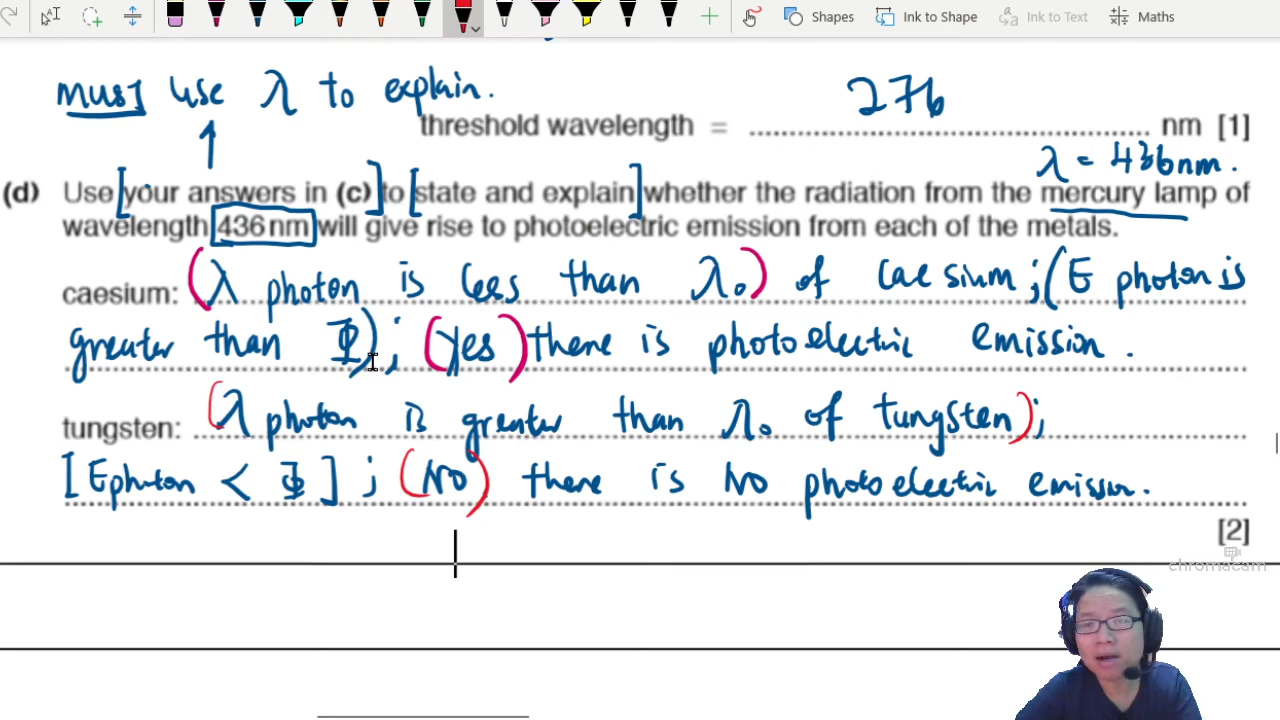 Shapes Ink to Shape Ink to Text Maths
must use λ to explain.
276
threshold wavelength = ........ nm [1]
λ = 436nm.
(d) Use [your answers in (c)] to [state and explain] whether the radiation from the mercury lamp of
wavelength 436 nm will give rise to photoelectric emission from each of the metals.
caesium: (λ photon is less than λ₀) of caesium; (E photon is
greater than Φ); (Yes) there is photoelectric emission.
tungsten: (λ photon is greater than λ₀ of tungsten);
[Ephoton < Φ]; (No) there is No photoelectric emission.
[2]
chromacam